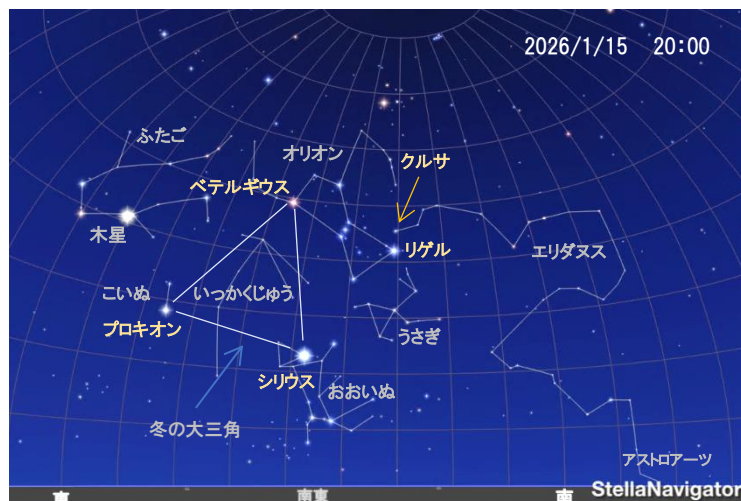 2026/1/15 20:00
ふたご
オリオン
クルサ
ベテルギウス
木星
リゲル
エリダヌス
こいぬ
いっかくじゅう
プロキオン
うさぎ
シリウス
おおいぬ
冬の大三角
アストロアーツ
南東
南
StellaNavigator